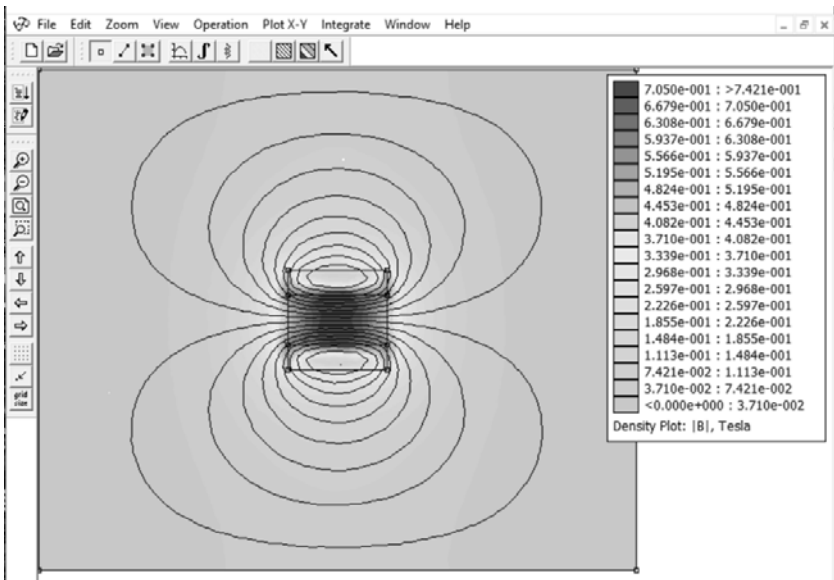 File Edit Zoom View Operation Plot X-Y Integrate Window Help
7.050e-001 : >7.421e-001
6.679e-001 : 7.050e-001
6.308e-001 : 6.679e-001
5.937e-001 : 6.308e-001
5.566e-001 : 5.937e-001
5.195e-001 : 5.566e-001
4.824e-001 : 5.195e-001
4.453e-001 : 4.824e-001
4.082e-001 : 4.453e-001
3.710e-001 : 4.082e-001
3.339e-001 : 3.710e-001
2.968e-001 : 3.339e-001
2.597e-001 : 2.968e-001
2.226e-001 : 2.597e-001
1.855e-001 : 2.226e-001
1.484e-001 : 1.855e-001
1.113e-001 : 1.484e-001
7.421e-002 : 1.113e-001
3.710e-002 : 7.421e-002
<0.000e+000 : 3.710e-002
Density Plot: |B|, Tesla
grid
size